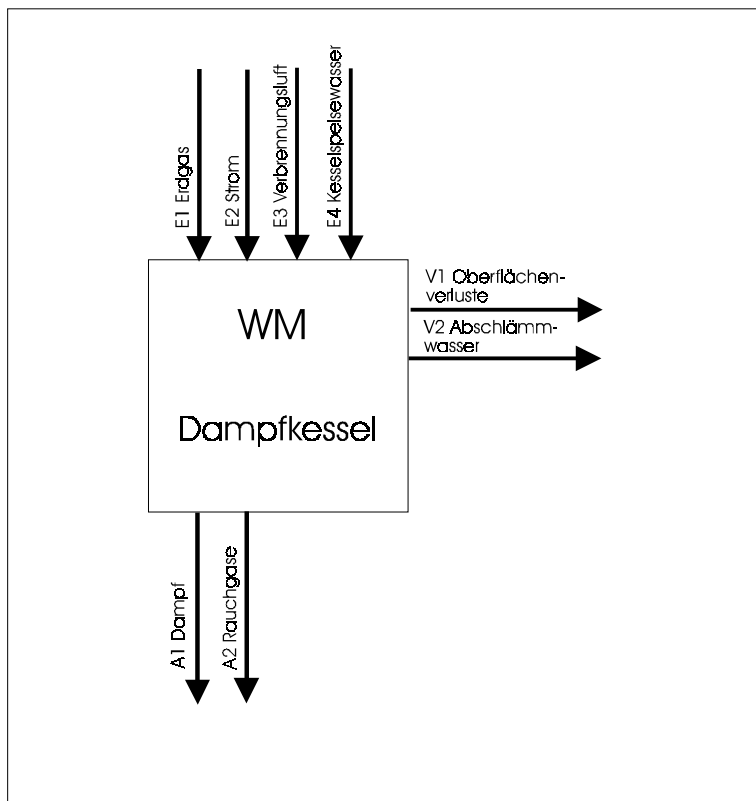 E1 Erdgas
E2 Strom
E3 Verbrennungsluft
E4 Kesselspeisewasser
WM
Dampfkessel
V1 Oberflächen-
verluste
V2 Abschlämm-
wasser
A1 Dampf
A2 Rauchgase